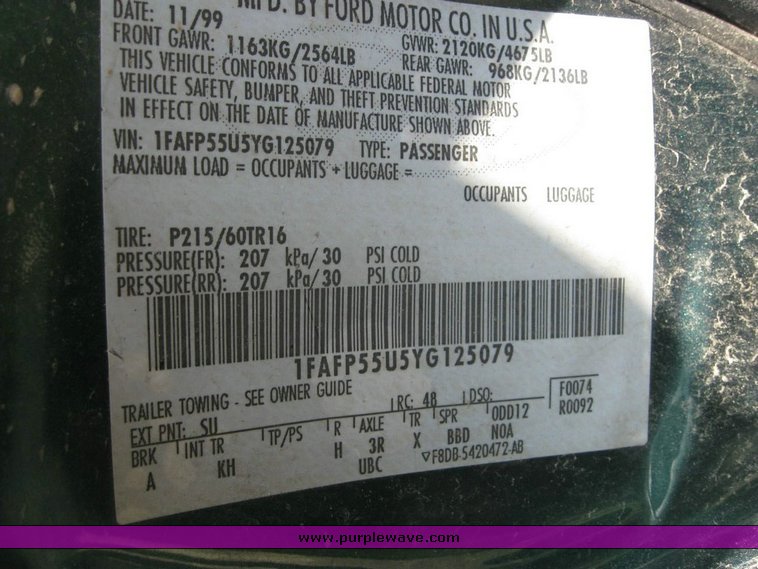 MFD. BY FORD MOTOR CO. IN U.S.A.
DATE: 11/99 GVWR: 2120KG/4675LB
FRONT GAWR: 1163KG/2564LB REAR GAWR: 968KG/2136LB
THIS VEHICLE CONFORMS TO ALL APPLICABLE FEDERAL MOTOR
VEHICLE SAFETY, BUMPER, AND THEFT PREVENTION STANDARDS
IN EFFECT ON THE DATE OF MANUFACTURE SHOWN ABOVE.
VIN: 1FAFP55U5YG125079 TYPE: PASSENGER
MAXIMUM LOAD = OCCUPANTS + LUGGAGE =
OCCUPANTS LUGGAGE
TIRE: P215/60TR16
PRESSURE(FR): 207 kPa/ 30 PSI COLD
PRESSURE(RR): 207 kPa/ 30 PSI COLD
1FAFP55U5YG125079
TRAILER TOWING - SEE OWNER GUIDE
EXT PNT: SU RC: 48 DSO: F0074
R0092
BRK INT TR TP/PS R AXLE TR SPR ODD12
A KH H 3R X BBD NOA
UBC ▽F8DB-5420472-AB
www.purplewave.com